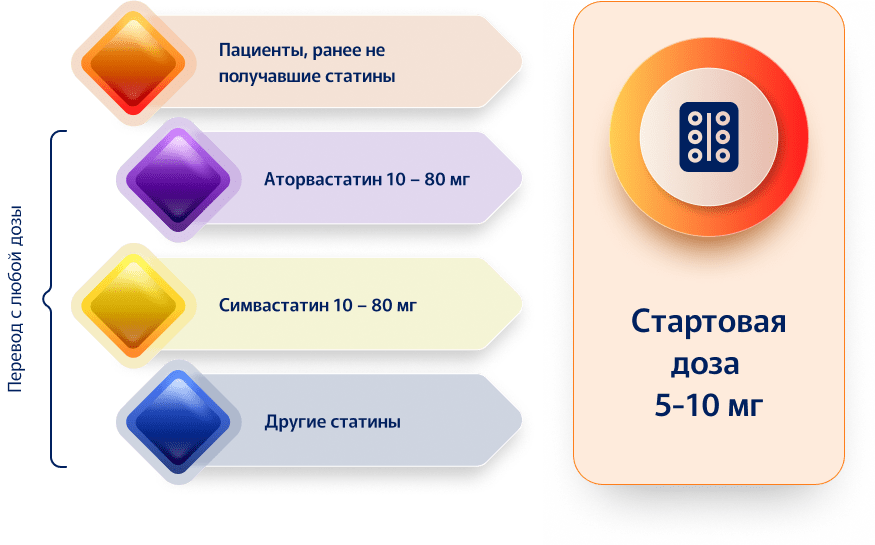 Пациенты, ранее не
получавшие статины
Перевод с любой дозы
Аторвастатин 10 – 80 мг
Симвастатин 10 – 80 мг
Другие статины
Стартовая
доза
5-10 мг